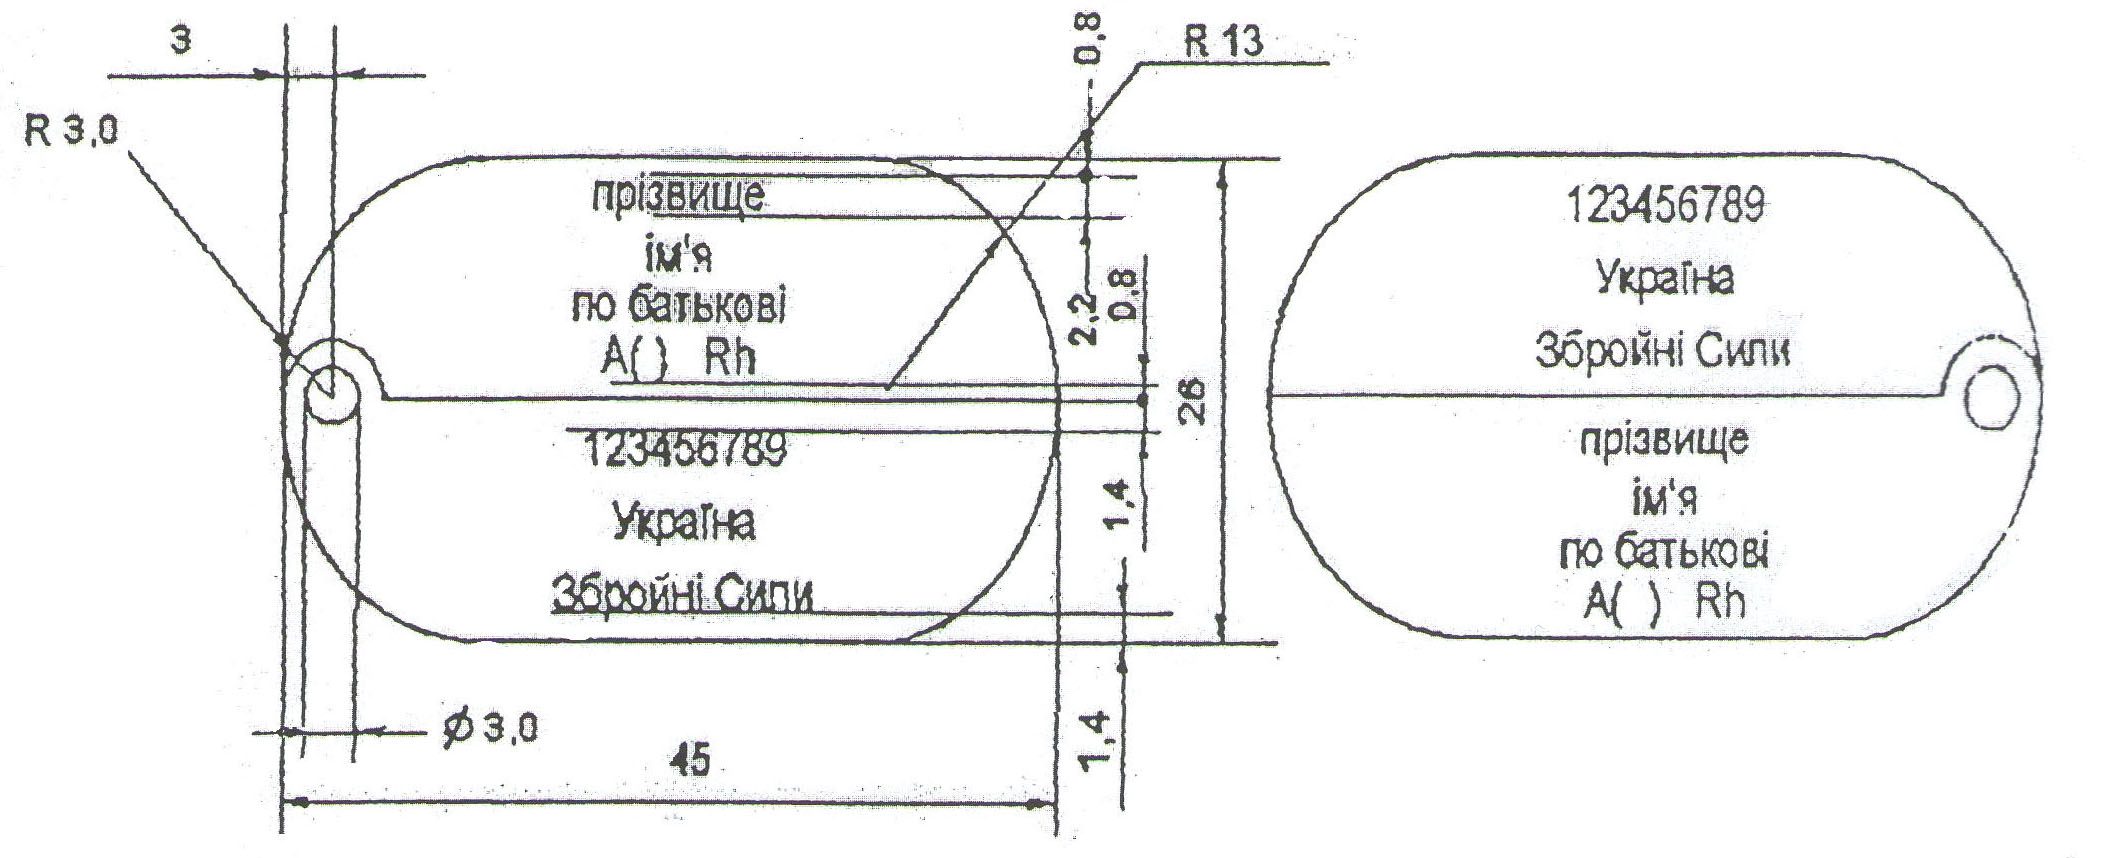 3
R 3,0
0,8
R 13
прізвище
ім'я
по батькові
А( ) Rh
2,2
0,8
26
123456789
Україна
Збройні Сили
1,4
1,4
Ø 3,0
45
123456789
Україна
Збройні Сили
прізвище
ім'я
по батькові
А( ) Rh